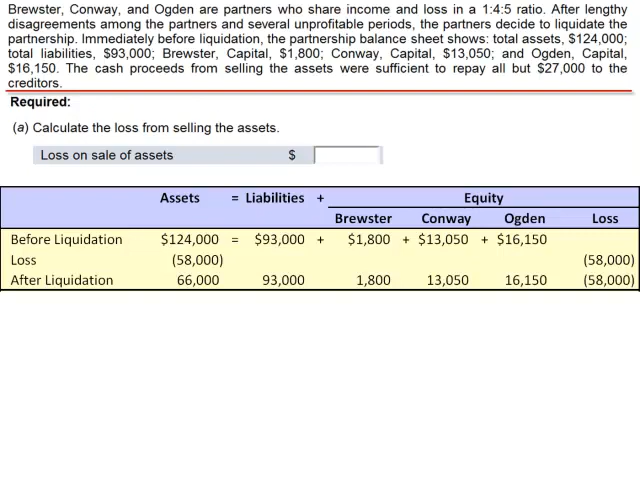 Brewster, Conway, and Ogden are partners who share income and loss in a 1:4:5 ratio. After lengthy
disagreements among the partners and several unprofitable periods, the partners decide to liquidate the
partnership. Immediately before liquidation, the partnership balance sheet shows: total assets, $124,000;
total liabilities, $93,000; Brewster, Capital, $1,800; Conway, Capital, $13,050; and Ogden, Capital,
$16,150. The cash proceeds from selling the assets were sufficient to repay all but $27,000 to the
creditors.
Required:
(a) Calculate the loss from selling the assets.
Loss on sale of assets $
Assets = Liabilities + Equity
Brewster Conway Ogden Loss
Before Liquidation $124,000 = $93,000 + $1,800 + $13,050 + $16,150
Loss (58,000) (58,000)
After Liquidation 66,000 93,000 1,800 13,050 16,150 (58,000)